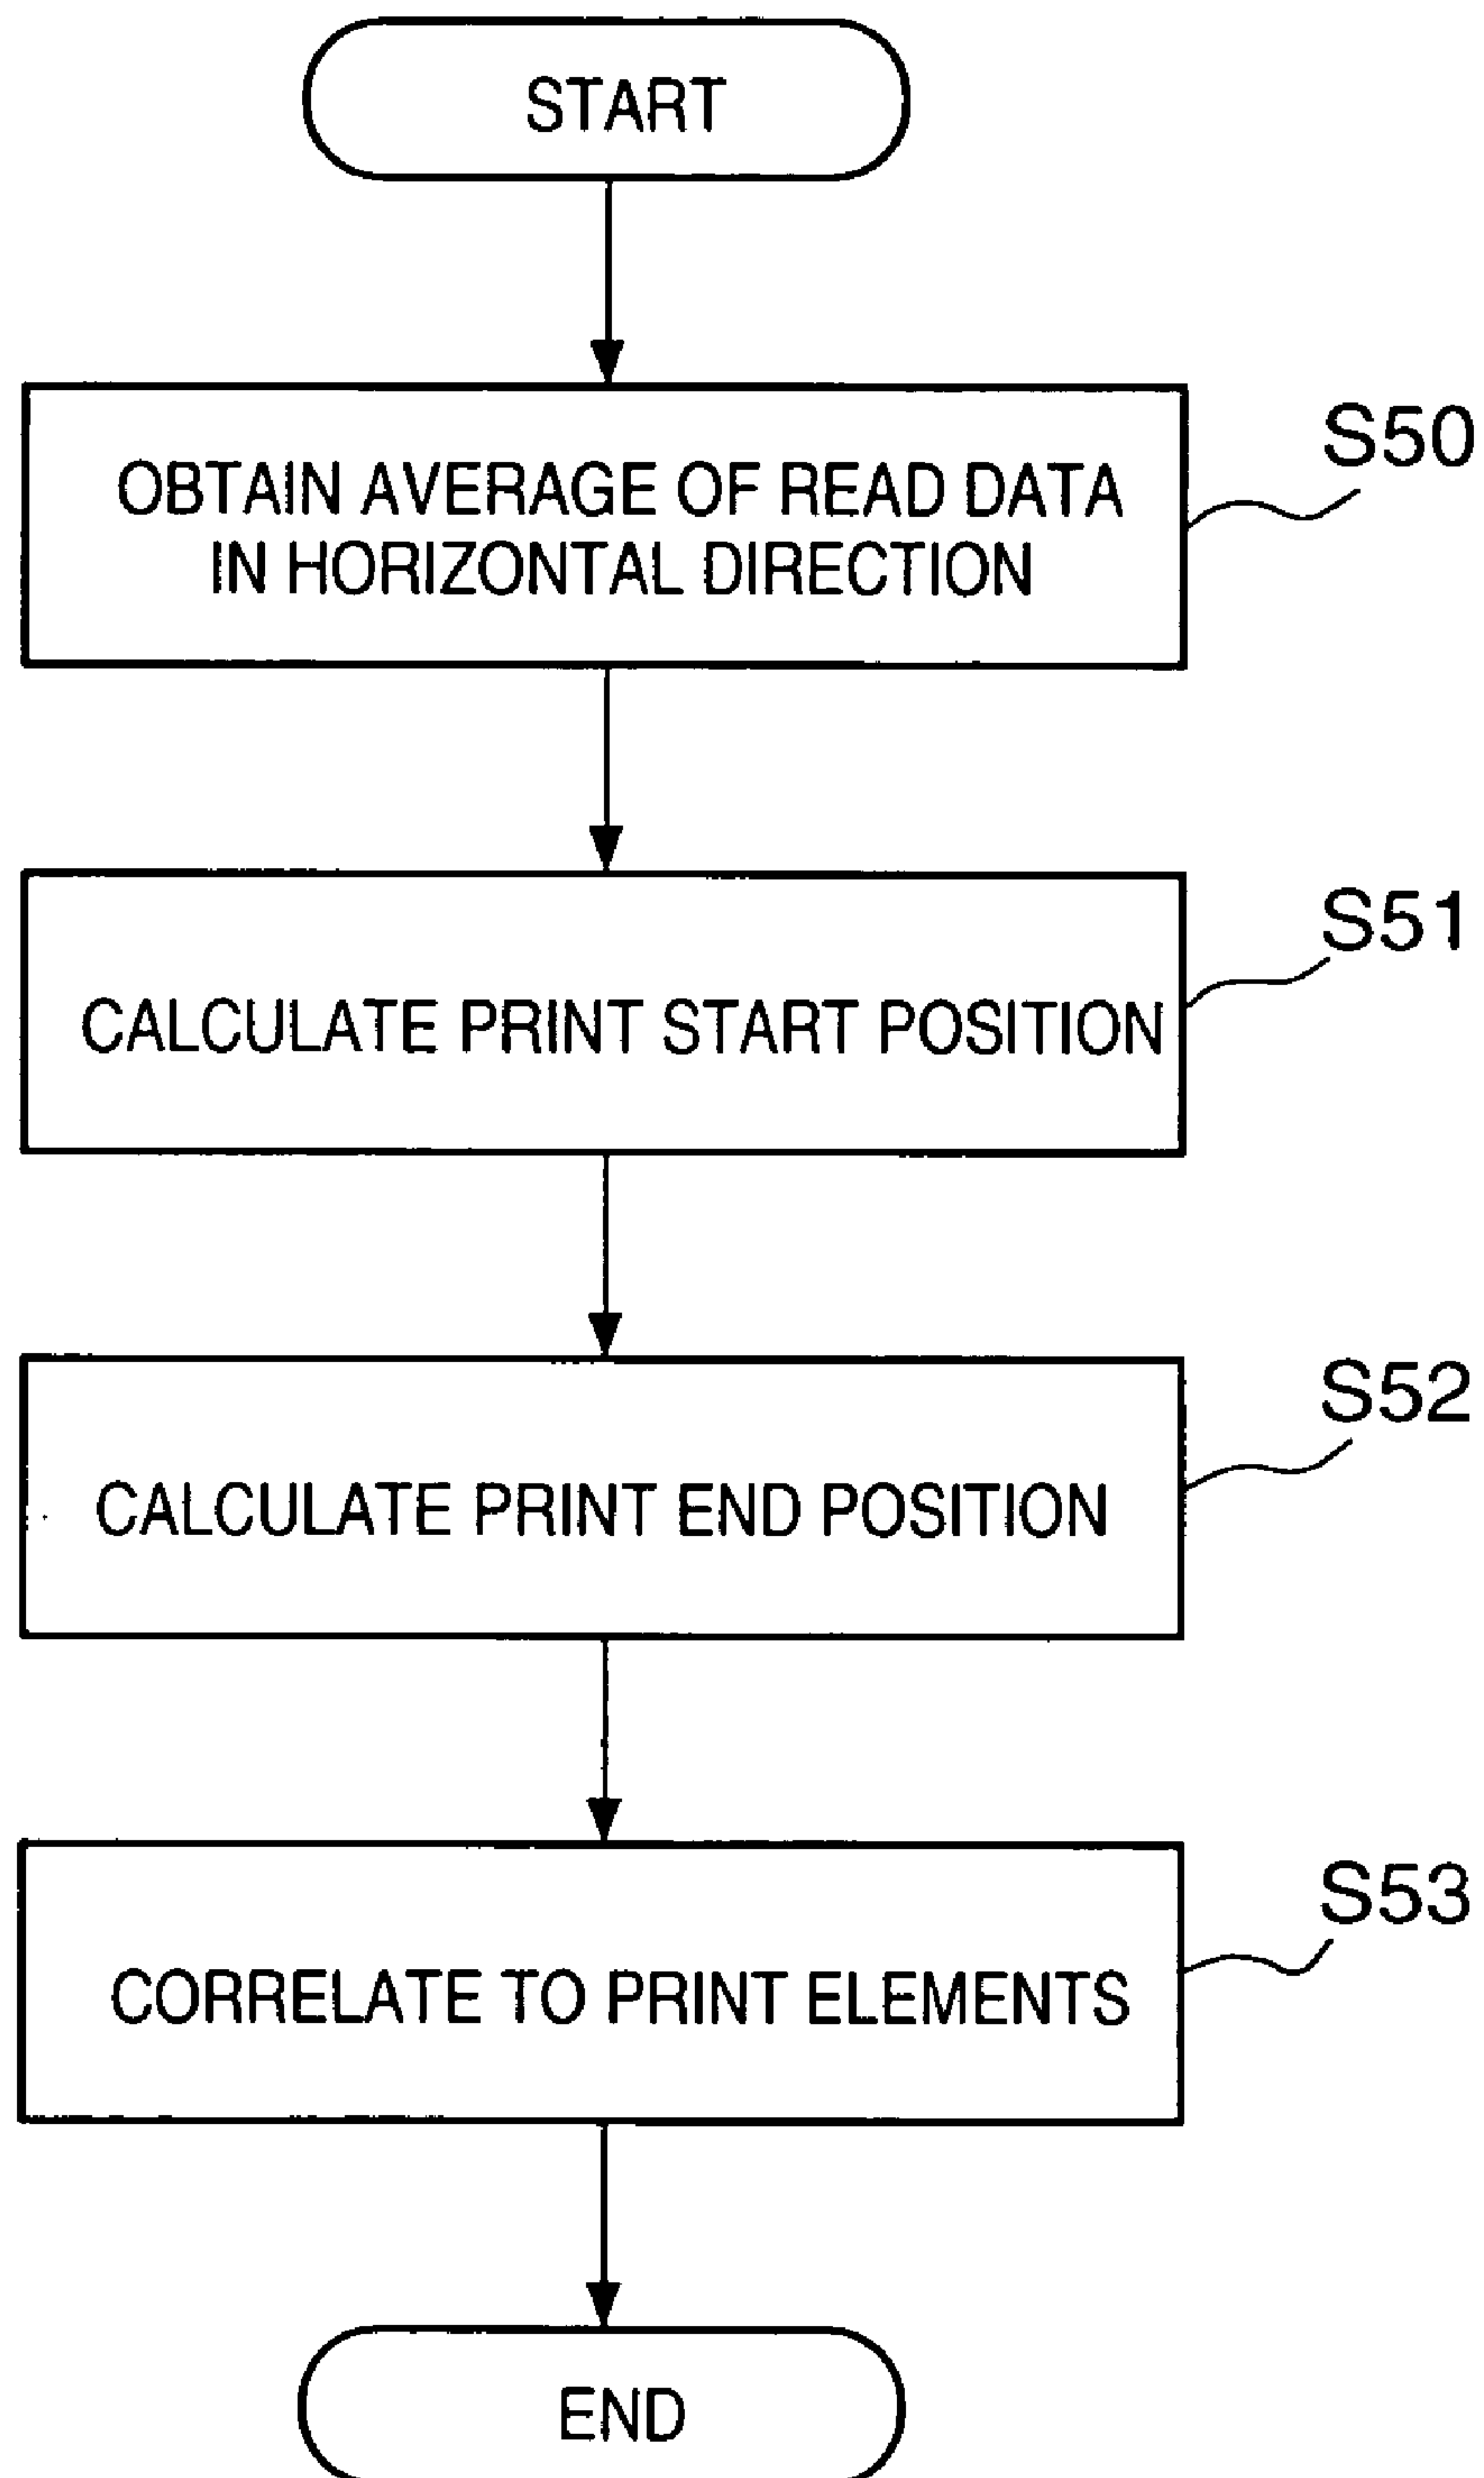 START
S50
OBTAIN AVERAGE OF READ DATA
IN HORIZONTAL DIRECTION
S51
CALCULATE PRINT START POSITION
S52
CALCULATE PRINT END POSITION
S53
CORRELATE TO PRINT ELEMENTS
END